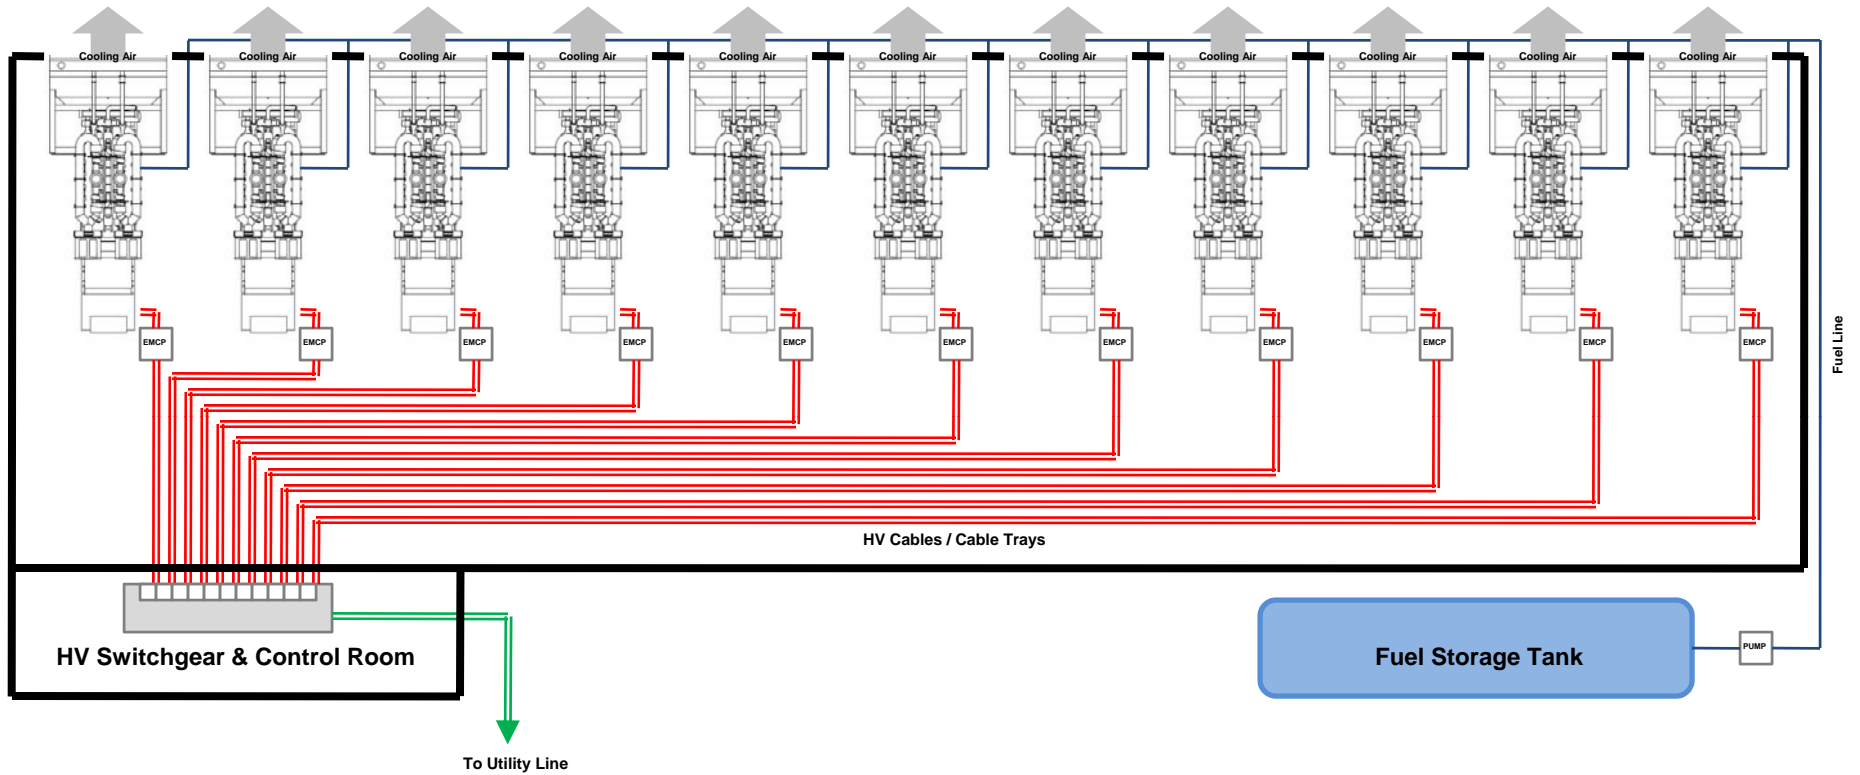 Cooling Air
Cooling Air
Cooling Air
Cooling Air
Cooling Air
Cooling Air
Cooling Air
Cooling Air
Cooling Air
Cooling Air
Cooling Air
EMCP
EMCP
EMCP
EMCP
EMCP
EMCP
EMCP
EMCP
EMCP
EMCP
EMCP
Fuel Line
HV Cables / Cable Trays
HV Switchgear & Control Room
Fuel Storage Tank
PUMP
To Utility Line